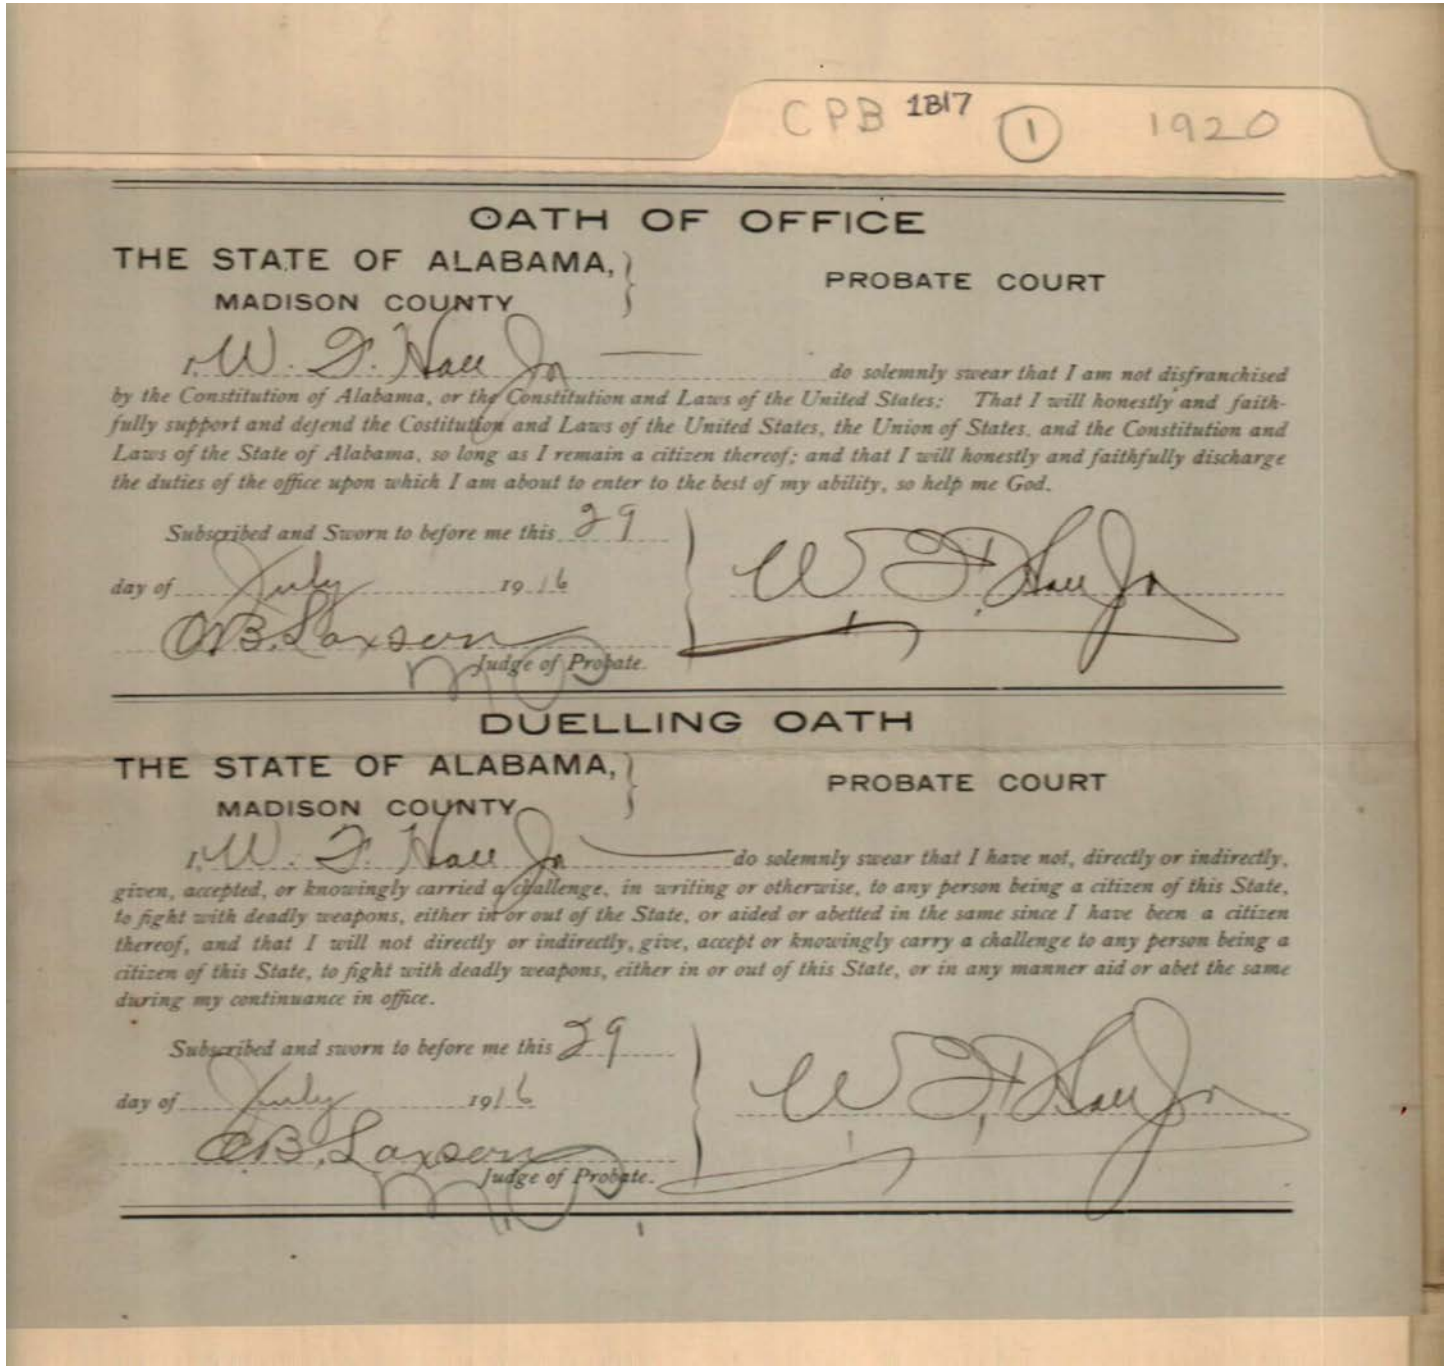 CPB 1817 1 1920
OATH OF OFFICE
THE STATE OF ALABAMA, } PROBATE COURT
MADISON COUNTY
I, W. F. Hall Jr do solemnly swear that I am not disfranchised
by the Constitution of Alabama, or the Constitution and Laws of the United States: That I will honestly and faith-
fully support and defend the Costitution and Laws of the United States, the Union of States, and the Constitution and
Laws of the State of Alabama, so long as I remain a citizen thereof; and that I will honestly and faithfully discharge
the duties of the office upon which I am about to enter to the best of my ability, so help me God.
Subscribed and Sworn to before me this 29
day of July 1916 W F Hall Jr
Laxson
Judge of Probate.
DUELLING OATH
THE STATE OF ALABAMA, } PROBATE COURT
MADISON COUNTY
I, W. F. Hall Jr do solemnly swear that I have not, directly or indirectly,
given, accepted, or knowingly carried a challenge, in writing or otherwise, to any person being a citizen of this State,
to fight with deadly weapons, either in or out of the State, or aided or abetted in the same since I have been a citizen
thereof, and that I will not directly or indirectly, give, accept or knowingly carry a challenge to any person being a
citizen of this State, to fight with deadly weapons, either in or out of this State, or in any manner aid or abet the same
during my continuance in office.
Subscribed and sworn to before me this 29
day of July 1916 W F Hall Jr
Laxson
Judge of Probate.